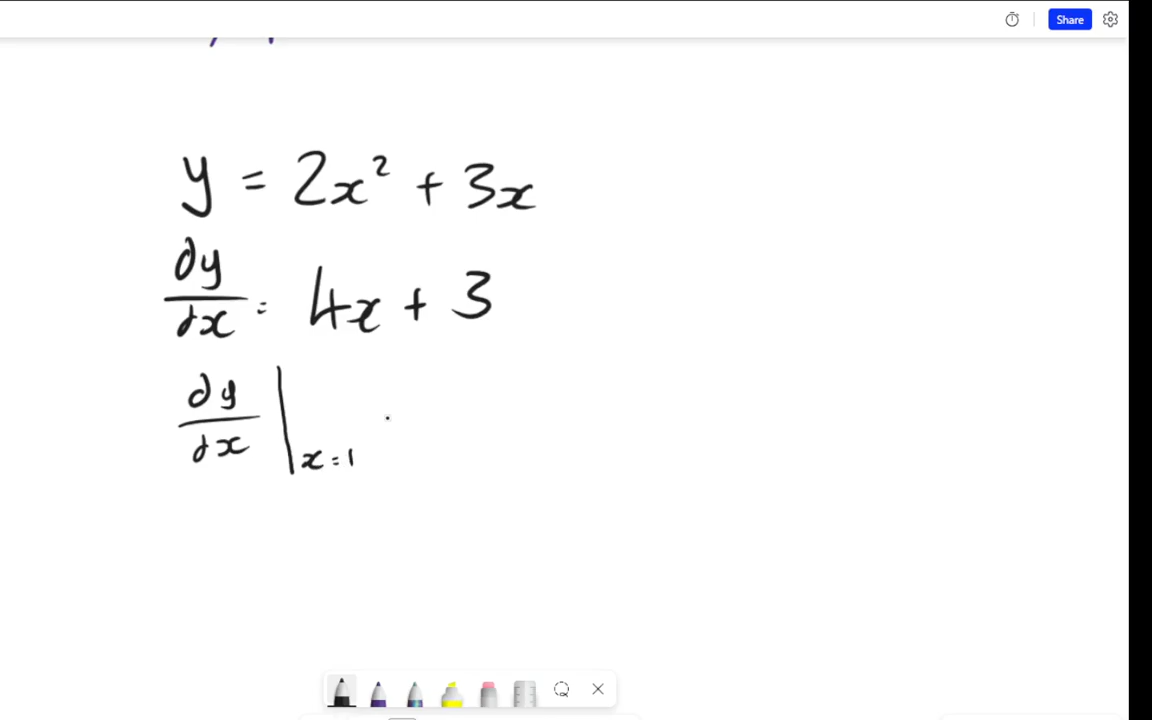 Share
y = 2x² + 3x
dy/dx = 4x + 3
dy/dx |x=1